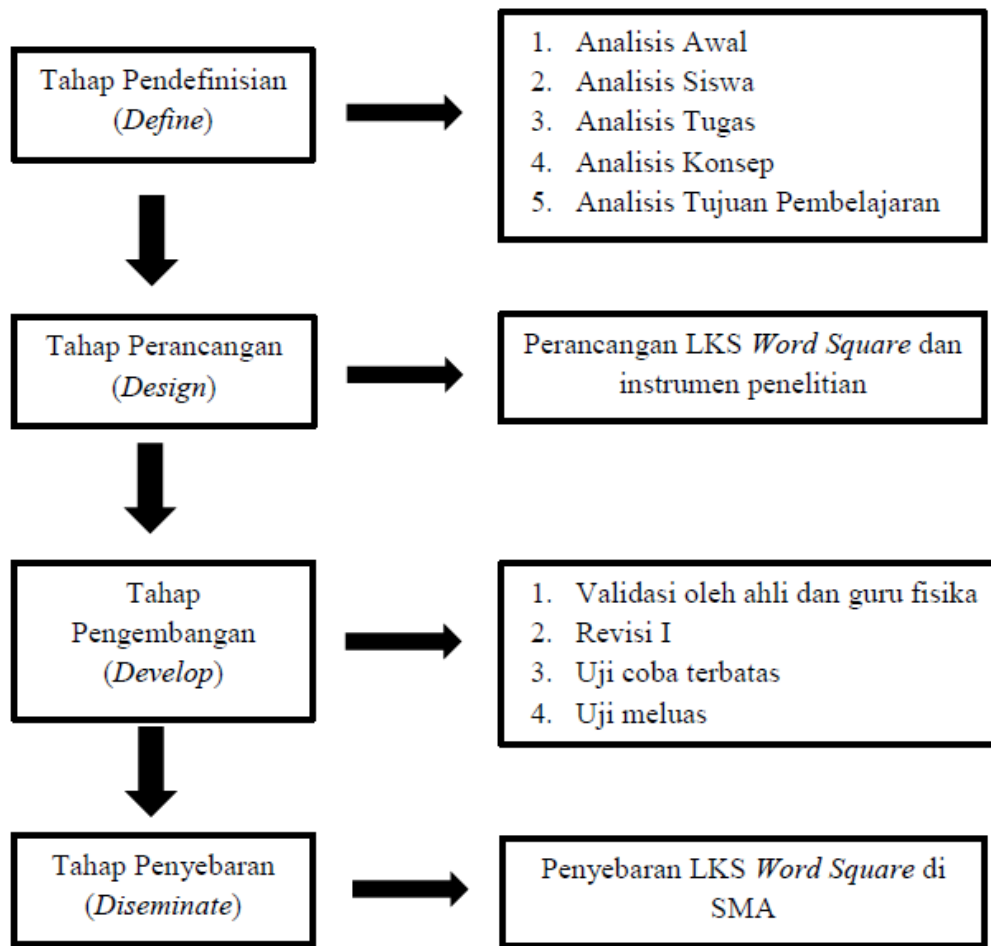 Tahap Pendefinisian
(Define)
1. Analisis Awal
2. Analisis Siswa
3. Analisis Tugas
4. Analisis Konsep
5. Analisis Tujuan Pembelajaran
Tahap Perancangan
(Design)
Perancangan LKS Word Square dan
instrumen penelitian
Tahap
Pengembangan
(Develop)
1. Validasi oleh ahli dan guru fisika
2. Revisi I
3. Uji coba terbatas
4. Uji meluas
Tahap Penyebaran
(Diseminate)
Penyebaran LKS Word Square di
SMA